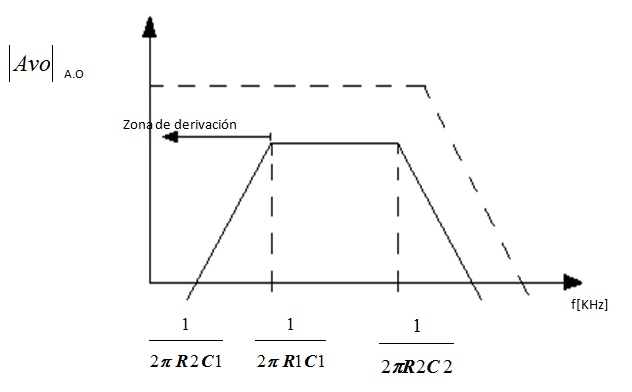 |Avo| A.O
Zona de derivación
f[KHz]
1 1 1
2π R2C1 2π R1C1 2πR2C2